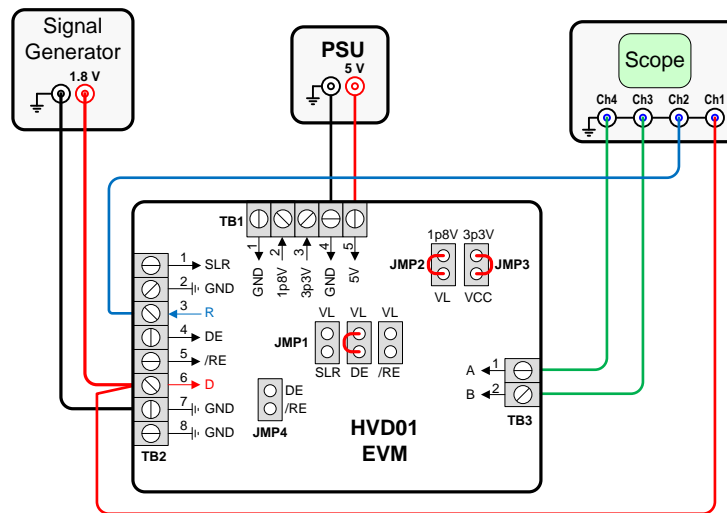 Signal
Generator
1.8 V
PSU
5 V
Scope
Ch4 Ch3 Ch2 Ch1
TB1
1 2 3 4 5
GND 1p8V 3p3V GND 5V
1 SLR
2 GND
3 R
4 DE
5 /RE
6 D
7 GND
8 GND
TB2
1p8V 3p3V
JMP2 JMP3
VL VCC
VL VL VL
JMP1
SLR DE /RE
DE
/RE
JMP4
A 1
B 2
TB3
HVD01
EVM